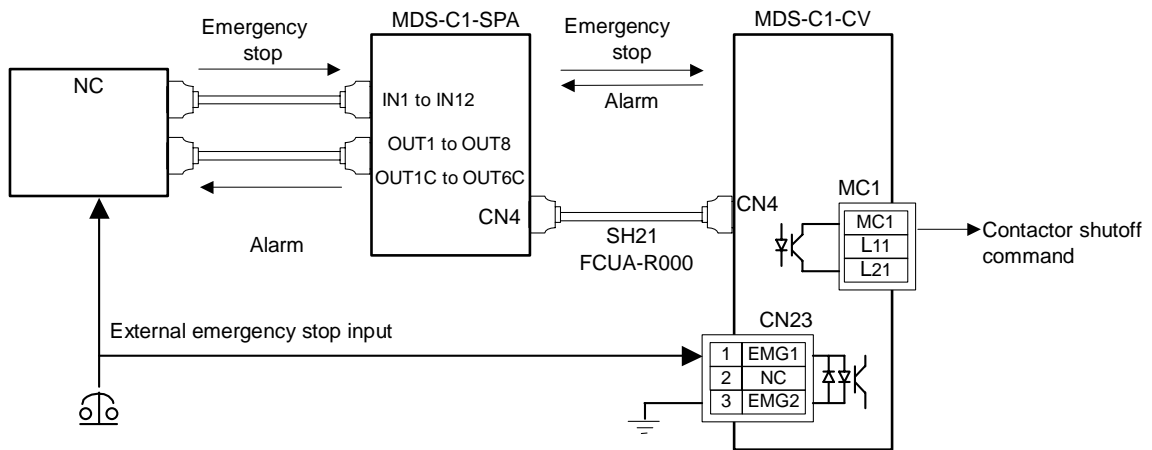 MDS-C1-SPA
MDS-C1-CV
Emergency
stop
Emergency
stop
NC
IN1 to IN12
Alarm
OUT1 to OUT8
OUT1C to OUT6C
MC1
CN4
CN4
MC1
L11
L21
Contactor shutoff
command
Alarm
SH21
FCUA-R000
External emergency stop input
CN23
1 EMG1
2 NC
3 EMG2